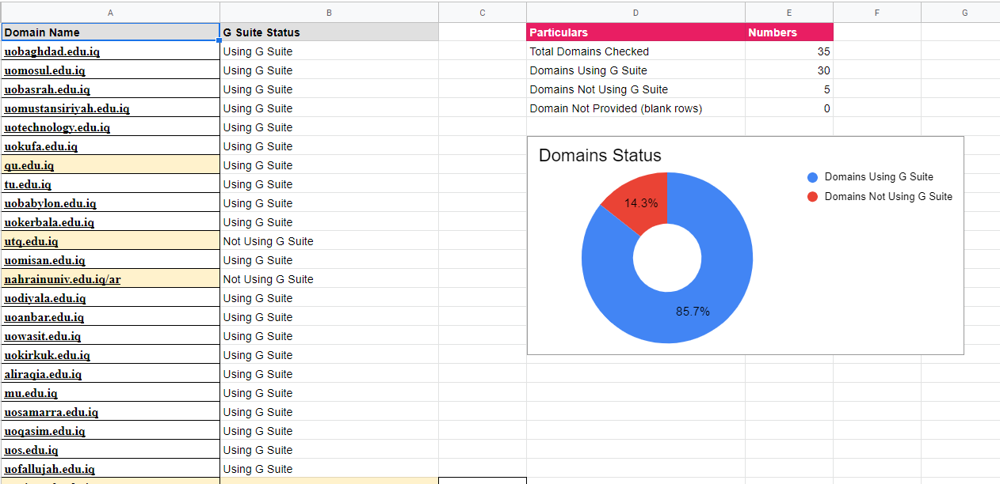 A B C D E F G
Domain Name G Suite Status Particulars Numbers
uobaghdad.edu.iq Using G Suite Total Domains Checked 35
uomosul.edu.iq Using G Suite Domains Using G Suite 30
uobasrah.edu.iq Using G Suite Domains Not Using G Suite 5
uomustansiriyah.edu.iq Using G Suite Domain Not Provided (blank rows) 0
uotechnology.edu.iq Using G Suite
uokufa.edu.iq Using G Suite
qu.edu.iq Using G Suite
tu.edu.iq Using G Suite
uobabylon.edu.iq Using G Suite
uokerbala.edu.iq Using G Suite
utq.edu.iq Not Using G Suite
uomisan.edu.iq Using G Suite
nahrainuniv.edu.iq/ar Not Using G Suite
uodiyala.edu.iq Using G Suite
uoanbar.edu.iq Using G Suite
uowasit.edu.iq Using G Suite
uokirkuk.edu.iq Using G Suite
aliraqia.edu.iq Using G Suite
mu.edu.iq Using G Suite
uosamarra.edu.iq Using G Suite
uoqasim.edu.iq Using G Suite
uos.edu.iq Using G Suite
uofallujah.edu.iq Using G Suite
Domains Status
Domains Using G Suite
Domains Not Using G Suite
14.3%
85.7%